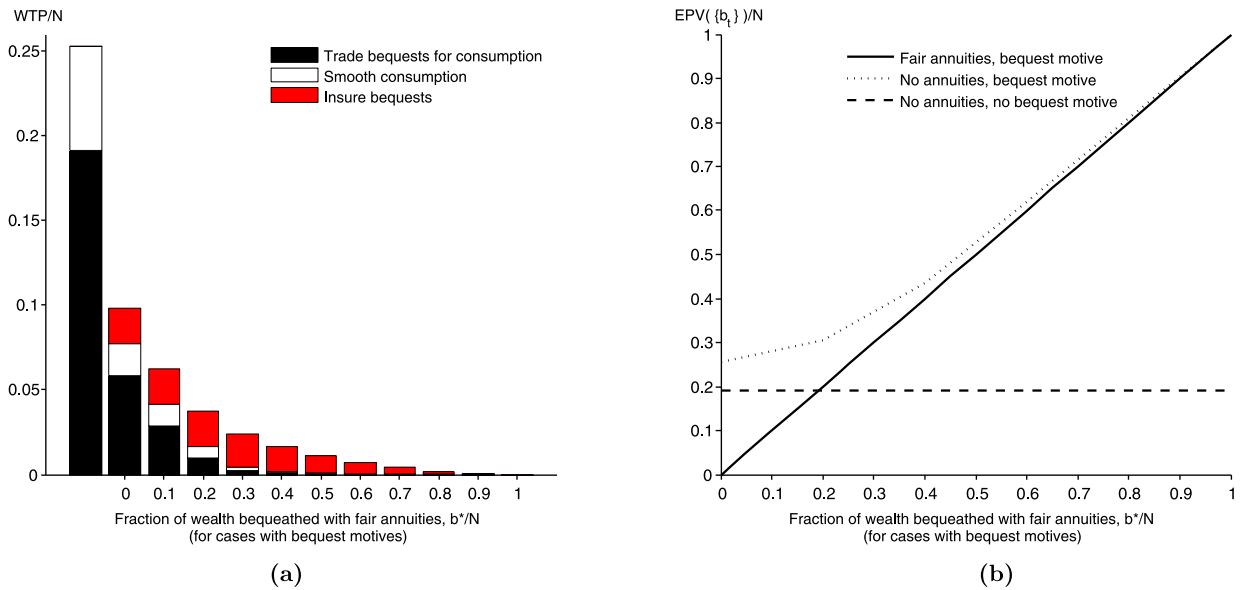 WTP/N
0.25
0.2
0.15
0.1
0.05
0
Trade bequests for consumption
Smooth consumption
Insure bequests
0 0.1 0.2 0.3 0.4 0.5 0.6 0.7 0.8 0.9 1
Fraction of wealth bequeathed with fair annuities, b*/N
(for cases with bequest motives)
(a)
EPV( {b_t} )/N
1
0.9
0.8
0.7
0.6
0.5
0.4
0.3
0.2
0.1
0
Fair annuities, bequest motive
No annuities, bequest motive
No annuities, no bequest motive
0 0.1 0.2 0.3 0.4 0.5 0.6 0.7 0.8 0.9 1
Fraction of wealth bequeathed with fair annuities, b*/N
(for cases with bequest motives)
(b)